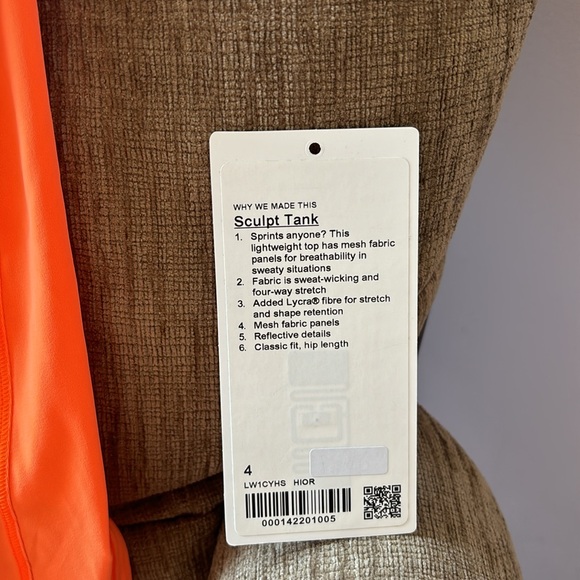 WHY WE MADE THIS
Sculpt Tank
1. Sprints anyone? This
lightweight top has mesh fabric
panels for breathability in
sweaty situations
2. Fabric is sweat-wicking and
four-way stretch
3. Added Lycra® fibre for stretch
and shape retention
4. Mesh fabric panels
5. Reflective details
6. Classic fit, hip length
4
LW1CYHS HIOR
000142201005